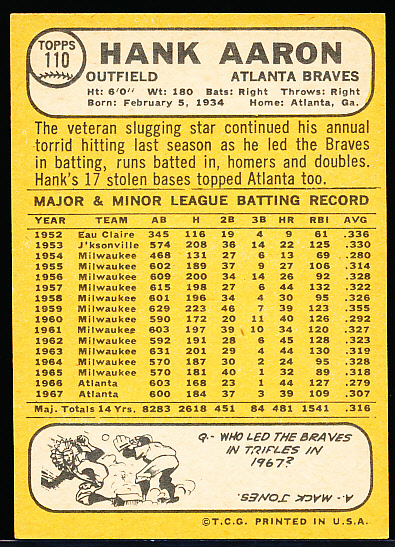 TOPPS
110
HANK AARON
OUTFIELD ATLANTA BRAVES
Ht: 6'0" Wt: 180 Bats: Right Throws: Right
Born: February 5, 1934 Home: Atlanta, Ga.
The veteran slugging star continued his annual
torrid hitting last season as he led the Braves
in batting, runs batted in, homers and doubles.
Hank's 17 stolen bases topped Atlanta too.
MAJOR & MINOR LEAGUE BATTING RECORD
YEAR TEAM AB H 2B 3B HR RBI AVG
1952 Eau Claire 345 116 19 4 9 61 .336
1953 J'ksonville 574 208 36 14 22 125 .330
1954 Milwaukee 468 131 27 6 13 69 .280
1955 Milwaukee 602 189 37 9 27 106 .314
1956 Milwaukee 609 200 34 14 26 92 .328
1957 Milwaukee 615 198 27 6 44 132 .322
1958 Milwaukee 601 196 34 4 30 95 .326
1959 Milwaukee 629 223 46 7 39 123 .355
1960 Milwaukee 590 172 20 11 40 126 .292
1961 Milwaukee 603 197 39 10 34 120 .327
1962 Milwaukee 592 191 28 6 45 128 .323
1963 Milwaukee 631 201 29 4 44 130 .319
1964 Milwaukee 570 187 30 2 24 95 .328
1965 Milwaukee 570 181 40 1 32 89 .318
1966 Atlanta 603 168 23 1 44 127 .279
1967 Atlanta 600 184 37 3 39 109 .307
Maj. Totals 14 Yrs. 8283 2618 451 84 481 1541 .316
Q- WHO LED THE BRAVES
IN TRIPLES IN
1967?
A- MACK JONES.
©T.C.G. PRINTED IN U.S.A.